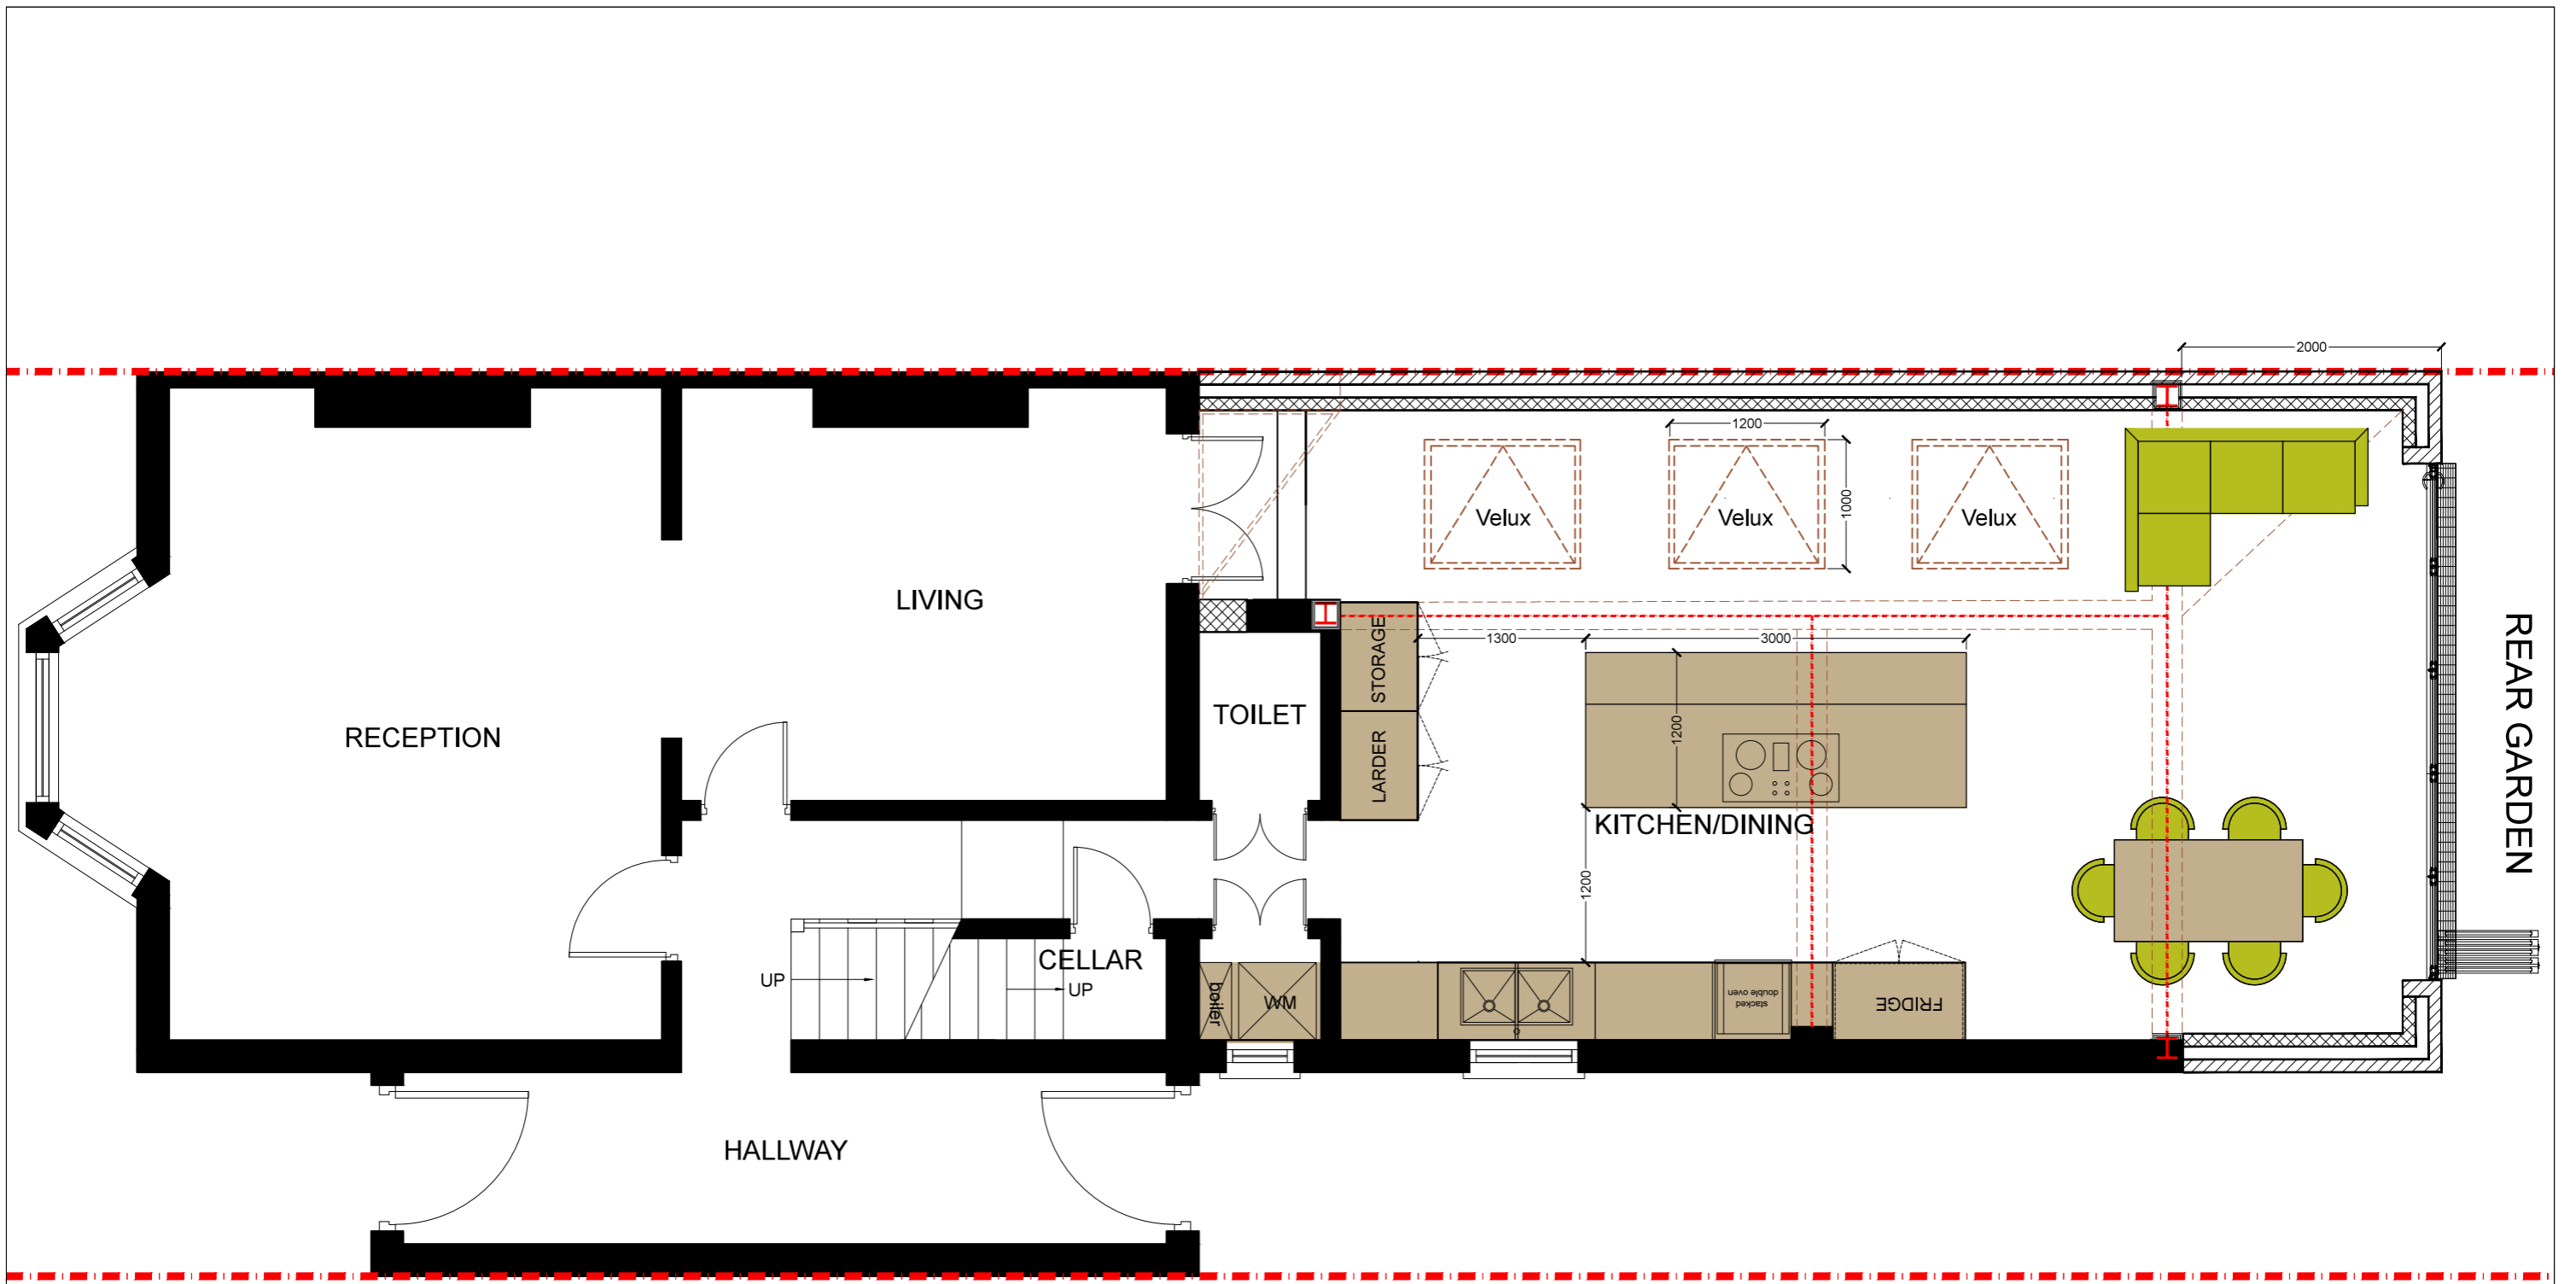 2000
1200
1000
Velux
Velux
Velux
LIVING
RECEPTION
TOILET
STORAGE
LARDER
1300
3000
1200
KITCHEN/DINING
1200
REAR GARDEN
CELLAR
UP
UP
boiler
WM
stacked
double oven
FRIDGE
HALLWAY